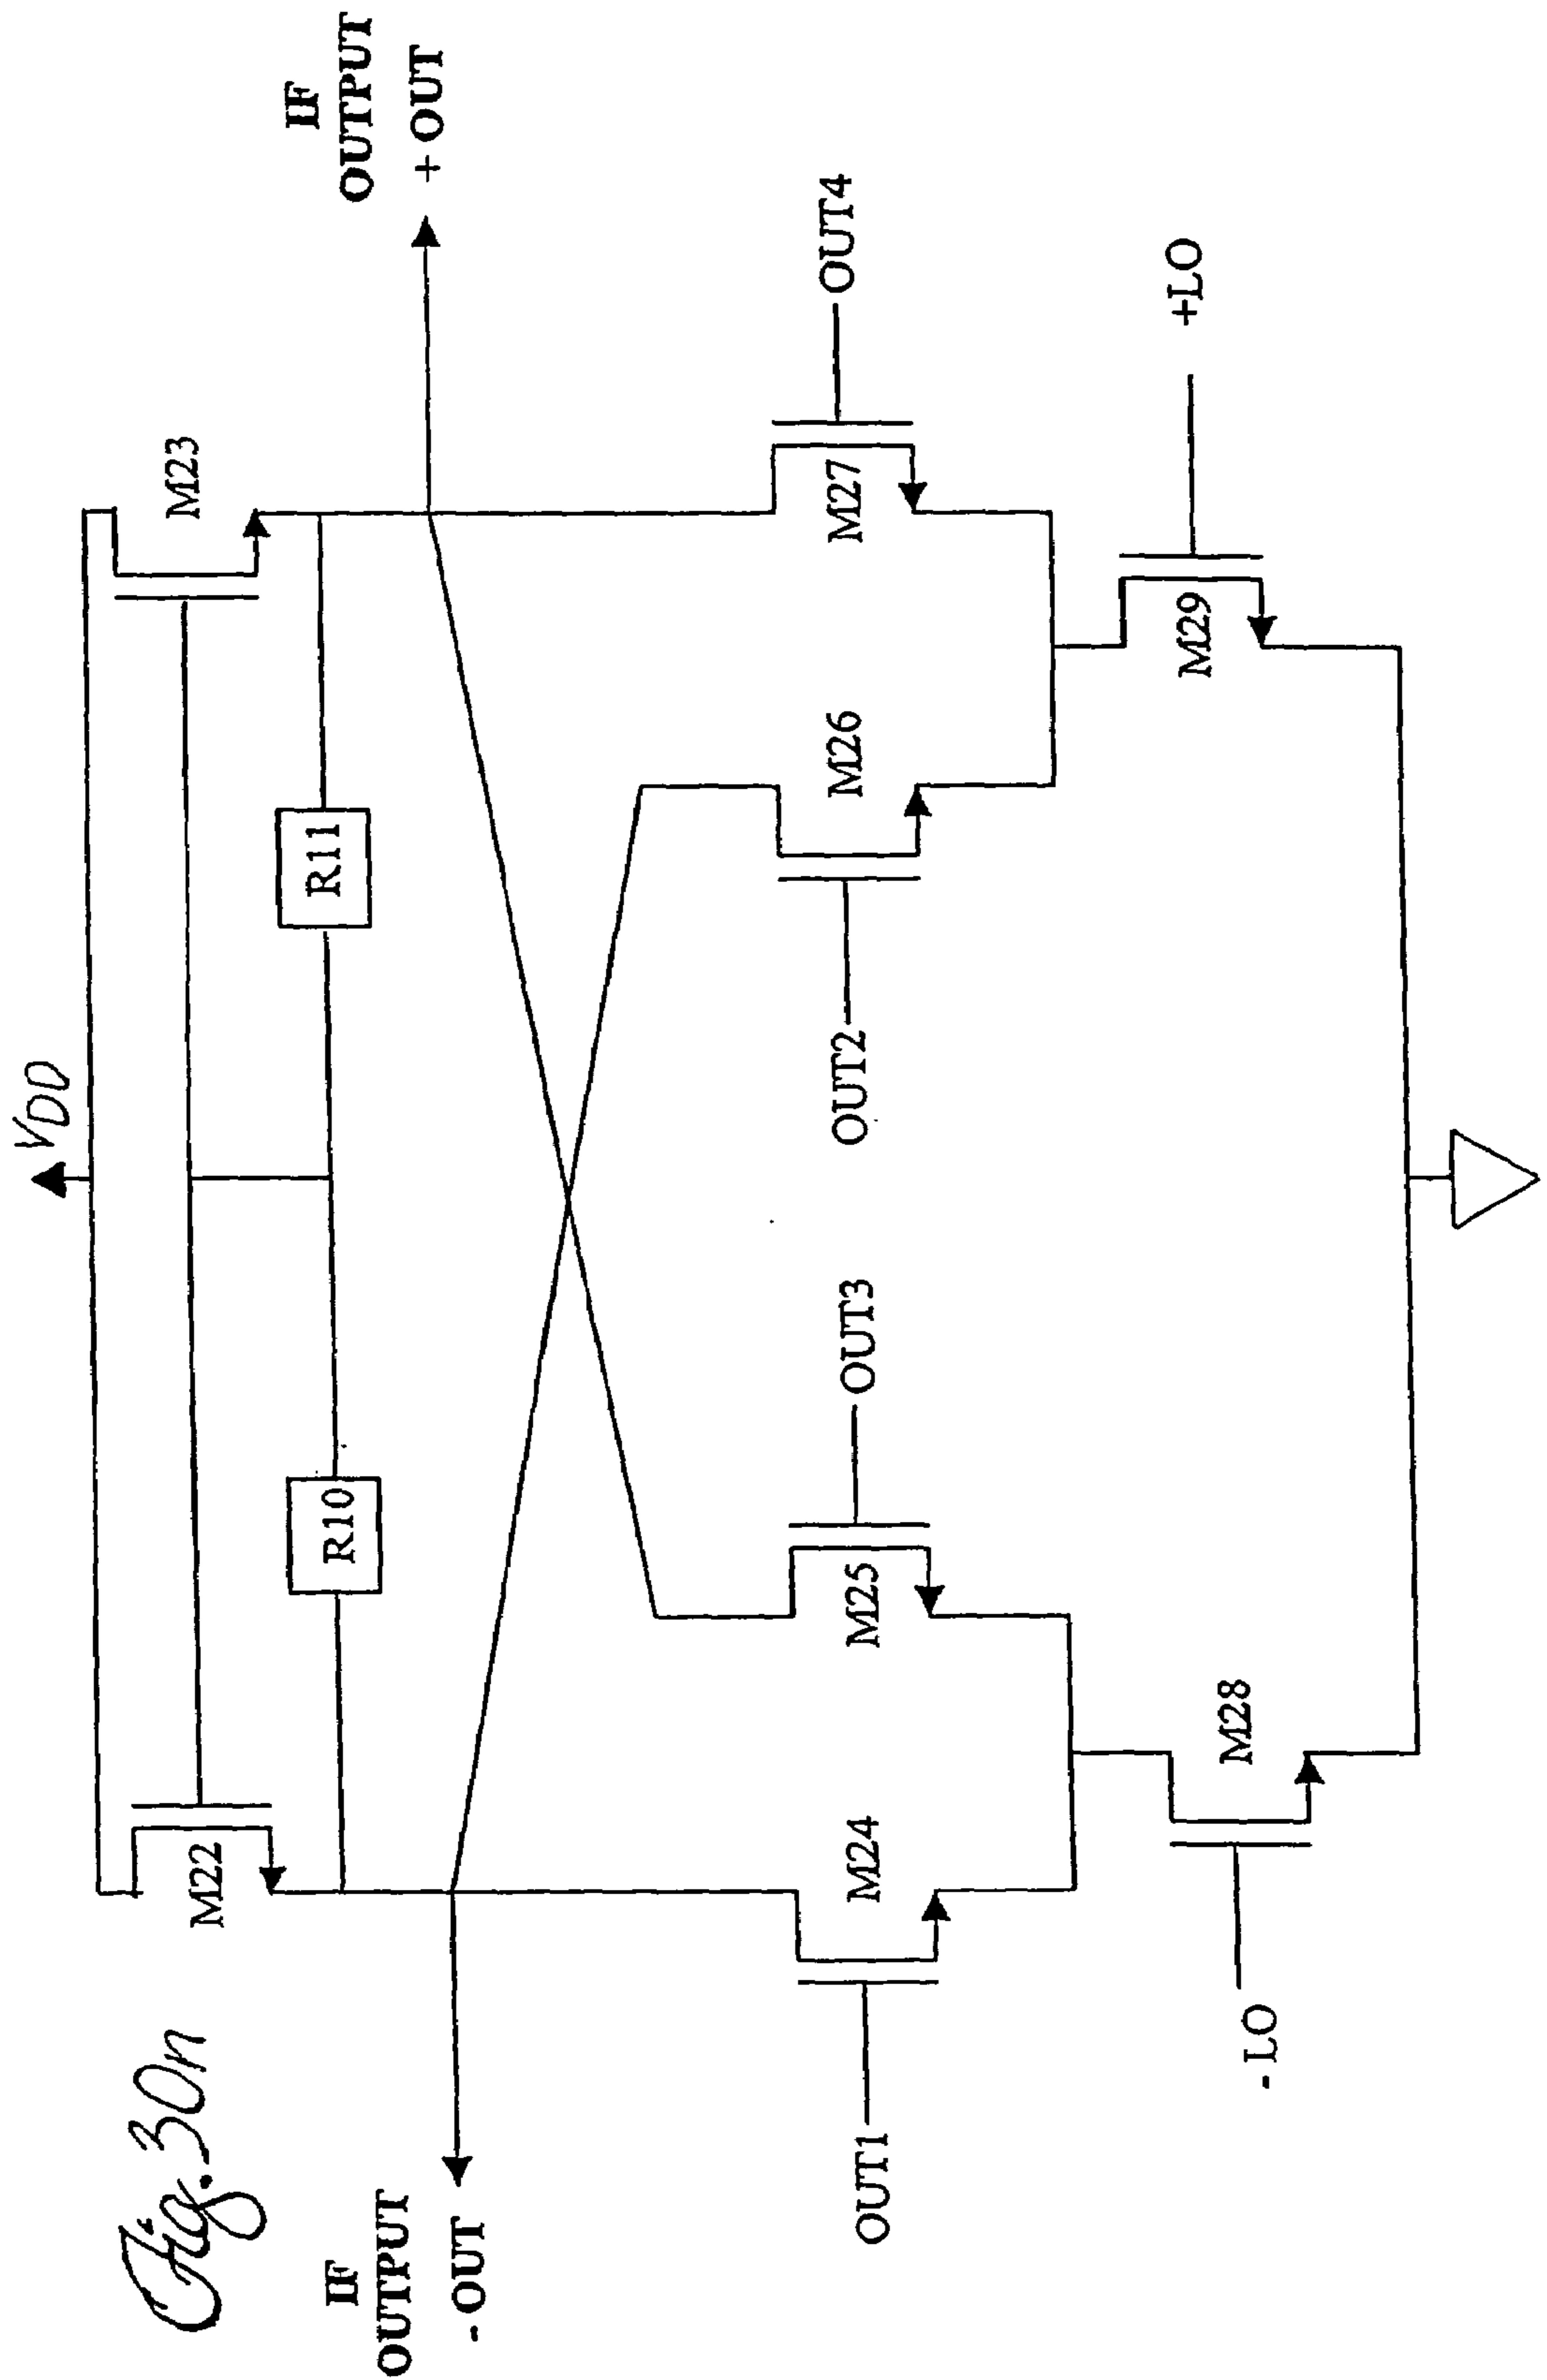 Fig. 30n
VDD
M22
M23
R10
R11
IF
OUTPUT
- OUT
IF
OUTPUT
+ OUT
OUT1
M24
M25
OUT3
OUT2
M26
M27
OUT4
- LO
M28
M29
+LO